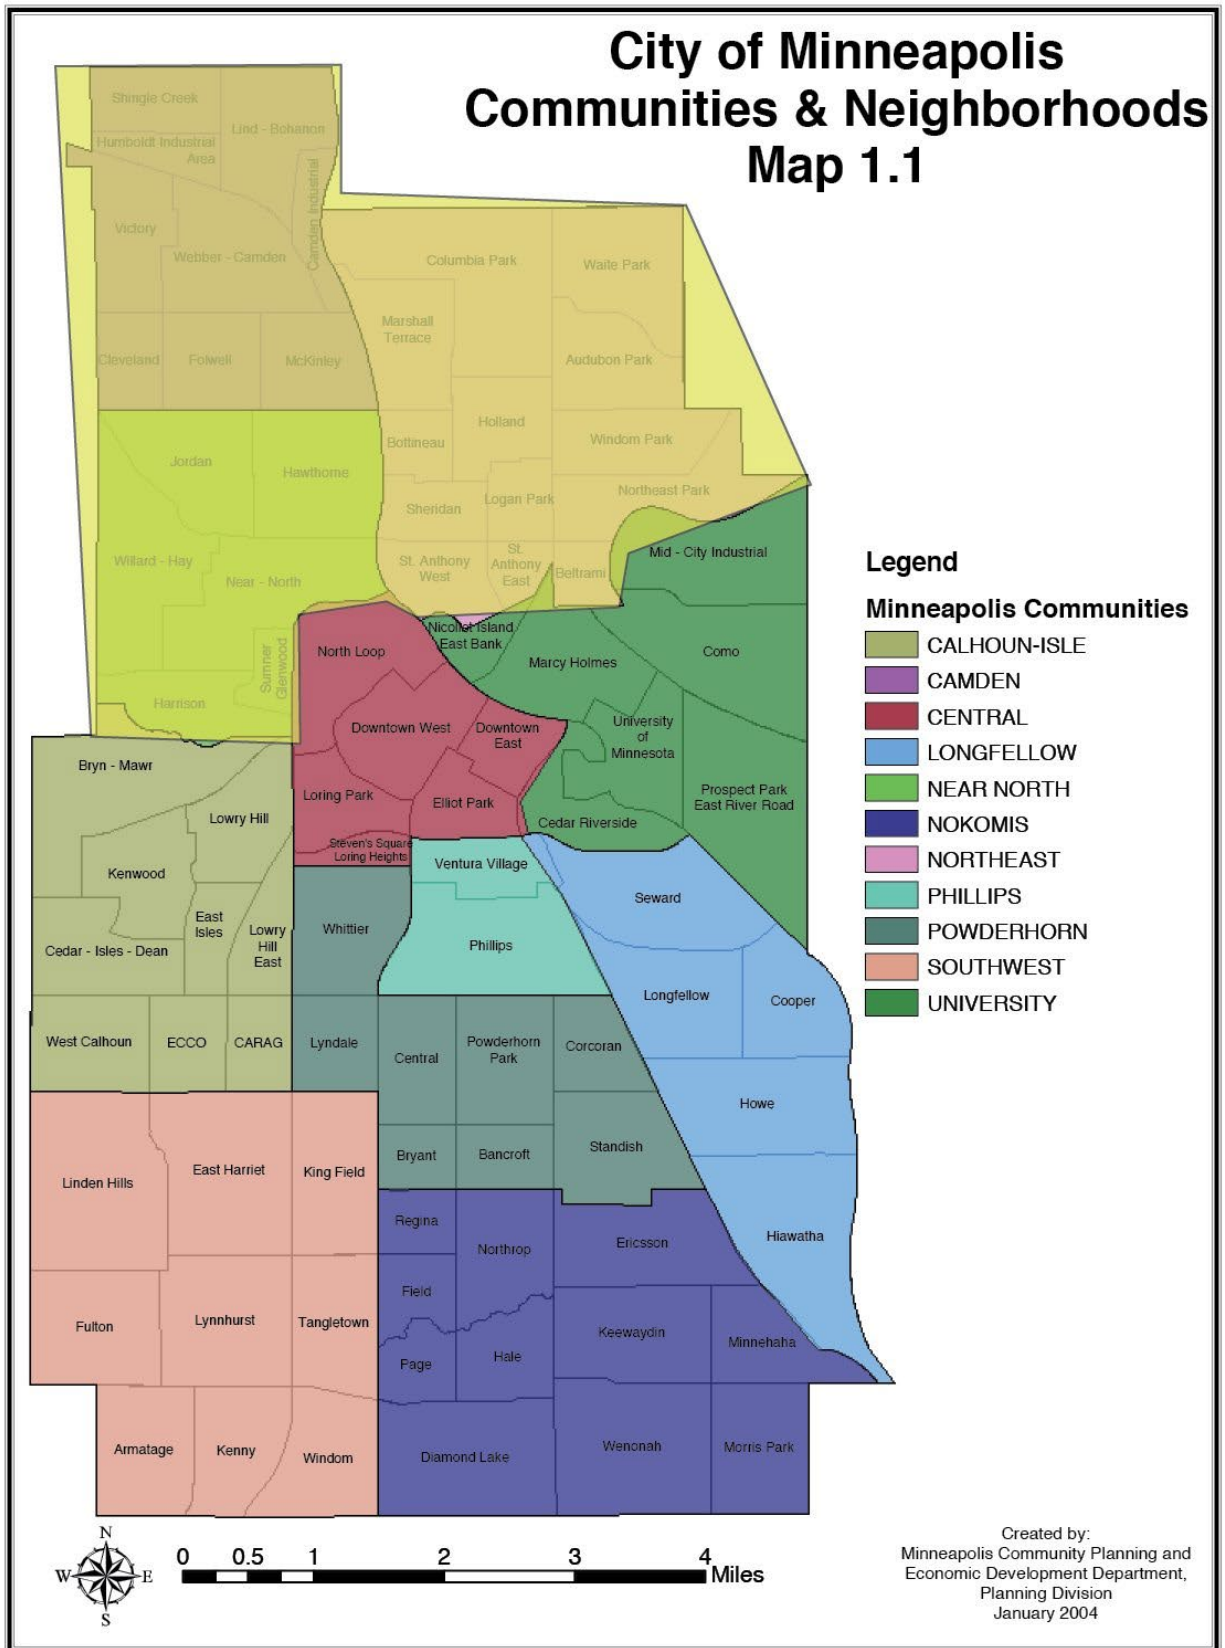 City of Minneapolis
Communities & Neighborhoods
Map 1.1
Shingle Creek
Lind - Bohanon
Humboldt Industrial
Area
Camden Industrial
Victory
Webber - Camden
Columbia Park
Waite Park
Marshall
Terrace
Cleveland
Folwell
McKinley
Audubon Park
Holland
Bottineau
Windom Park
Jordan
Hawthorne
Northeast Park
Logan Park
Sheridan
Mid - City Industrial
St. Anthony
West
St.
Anthony
East
Beltrami
Willard - Hay
Near - North
Nicollet Island
East Bank
North Loop
Marcy Holmes
Como
Sumner
Glenwood
Harrison
Downtown West
Downtown
East
University
of
Minnesota
Bryn - Mawr
Loring Park
Elliot Park
Prospect Park
East River Road
Lowry Hill
Cedar Riverside
Steven's Square
Loring Heights
Ventura Village
Kenwood
Seward
East
Isles
Lowry
Hill
East
Whittier
Cedar - Isles - Dean
Phillips
Longfellow
Cooper
West Calhoun
ECCO
CARAG
Lyndale
Central
Powderhorn
Park
Corcoran
Howe
Bryant
Bancroft
Standish
Linden Hills
East Harriet
King Field
Regina
Northrop
Ericsson
Hiawatha
Field
Fulton
Lynnhurst
Tangletown
Keewaydin
Minnehaha
Page
Hale
Armatage
Kenny
Windom
Diamond Lake
Wenonah
Morris Park
Legend
Minneapolis Communities
CALHOUN-ISLE
CAMDEN
CENTRAL
LONGFELLOW
NEAR NORTH
NOKOMIS
NORTHEAST
PHILLIPS
POWDERHORN
SOUTHWEST
UNIVERSITY
N
W E
S
0 0.5 1 2 3 4
Miles
Created by:
Minneapolis Community Planning and
Economic Development Department,
Planning Division
January 2004